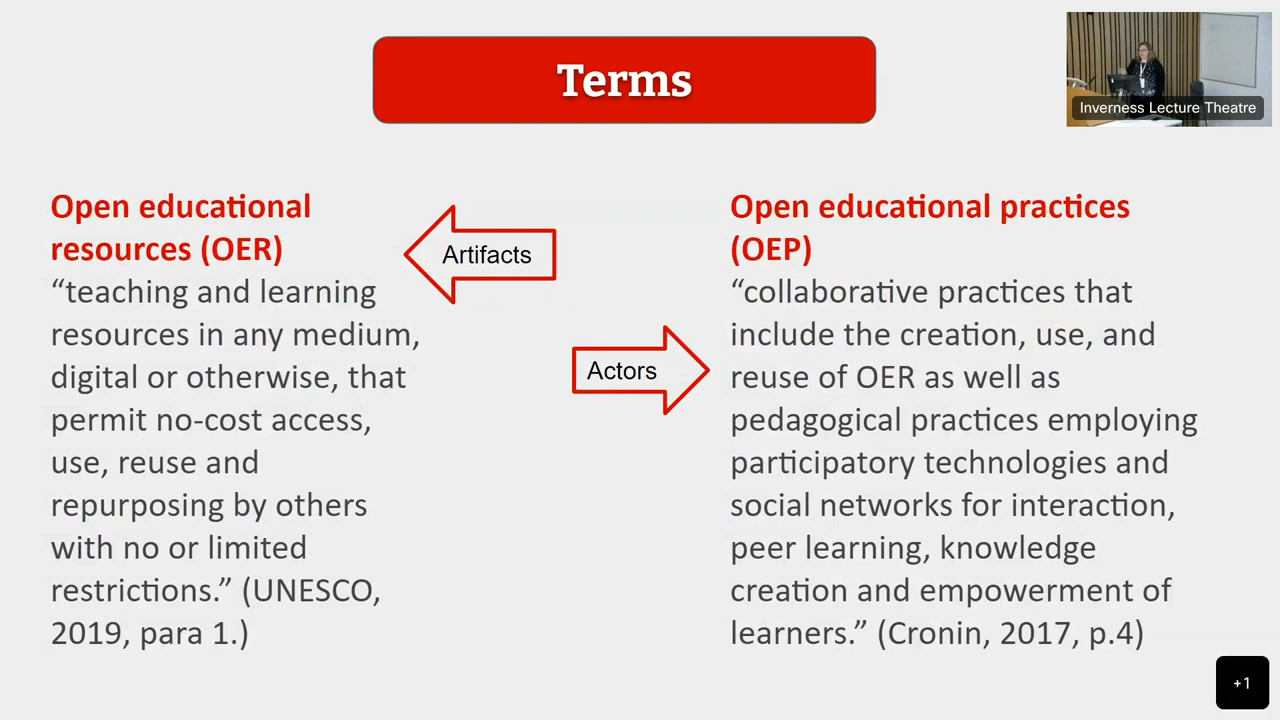 Terms
Inverness Lecture Theatre
Open educational
resources (OER)
“teaching and learning
resources in any medium,
digital or otherwise, that
permit no-cost access,
use, reuse and
repurposing by others
with no or limited
restrictions.” (UNESCO,
2019, para 1.)
Artifacts
Actors
Open educational practices
(OEP)
“collaborative practices that
include the creation, use, and
reuse of OER as well as
pedagogical practices employing
participatory technologies and
social networks for interaction,
peer learning, knowledge
creation and empowerment of
learners.” (Cronin, 2017, p.4)
+1